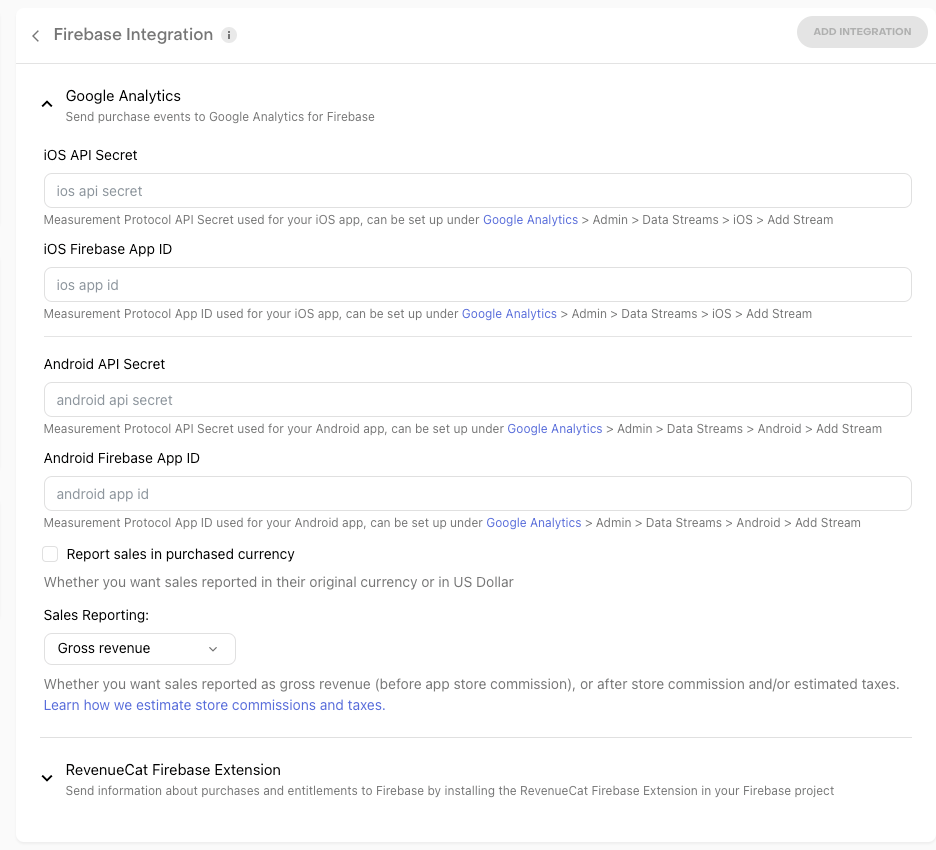 Firebase Integration i
ADD INTEGRATION
Google Analytics
Send purchase events to Google Analytics for Firebase
iOS API Secret
ios api secret
Measurement Protocol API Secret used for your iOS app, can be set up under Google Analytics > Admin > Data Streams > iOS > Add Stream
iOS Firebase App ID
ios app id
Measurement Protocol App ID used for your iOS app, can be set up under Google Analytics > Admin > Data Streams > iOS > Add Stream
Android API Secret
android api secret
Measurement Protocol API Secret used for your Android app, can be set up under Google Analytics > Admin > Data Streams > Android > Add Stream
Android Firebase App ID
android app id
Measurement Protocol App ID used for your Android app, can be set up under Google Analytics > Admin > Data Streams > Android > Add Stream
Report sales in purchased currency
Whether you want sales reported in their original currency or in US Dollar
Sales Reporting:
Gross revenue
Whether you want sales reported as gross revenue (before app store commission), or after store commission and/or estimated taxes.
Learn how we estimate store commissions and taxes.
RevenueCat Firebase Extension
Send information about purchases and entitlements to Firebase by installing the RevenueCat Firebase Extension in your Firebase project